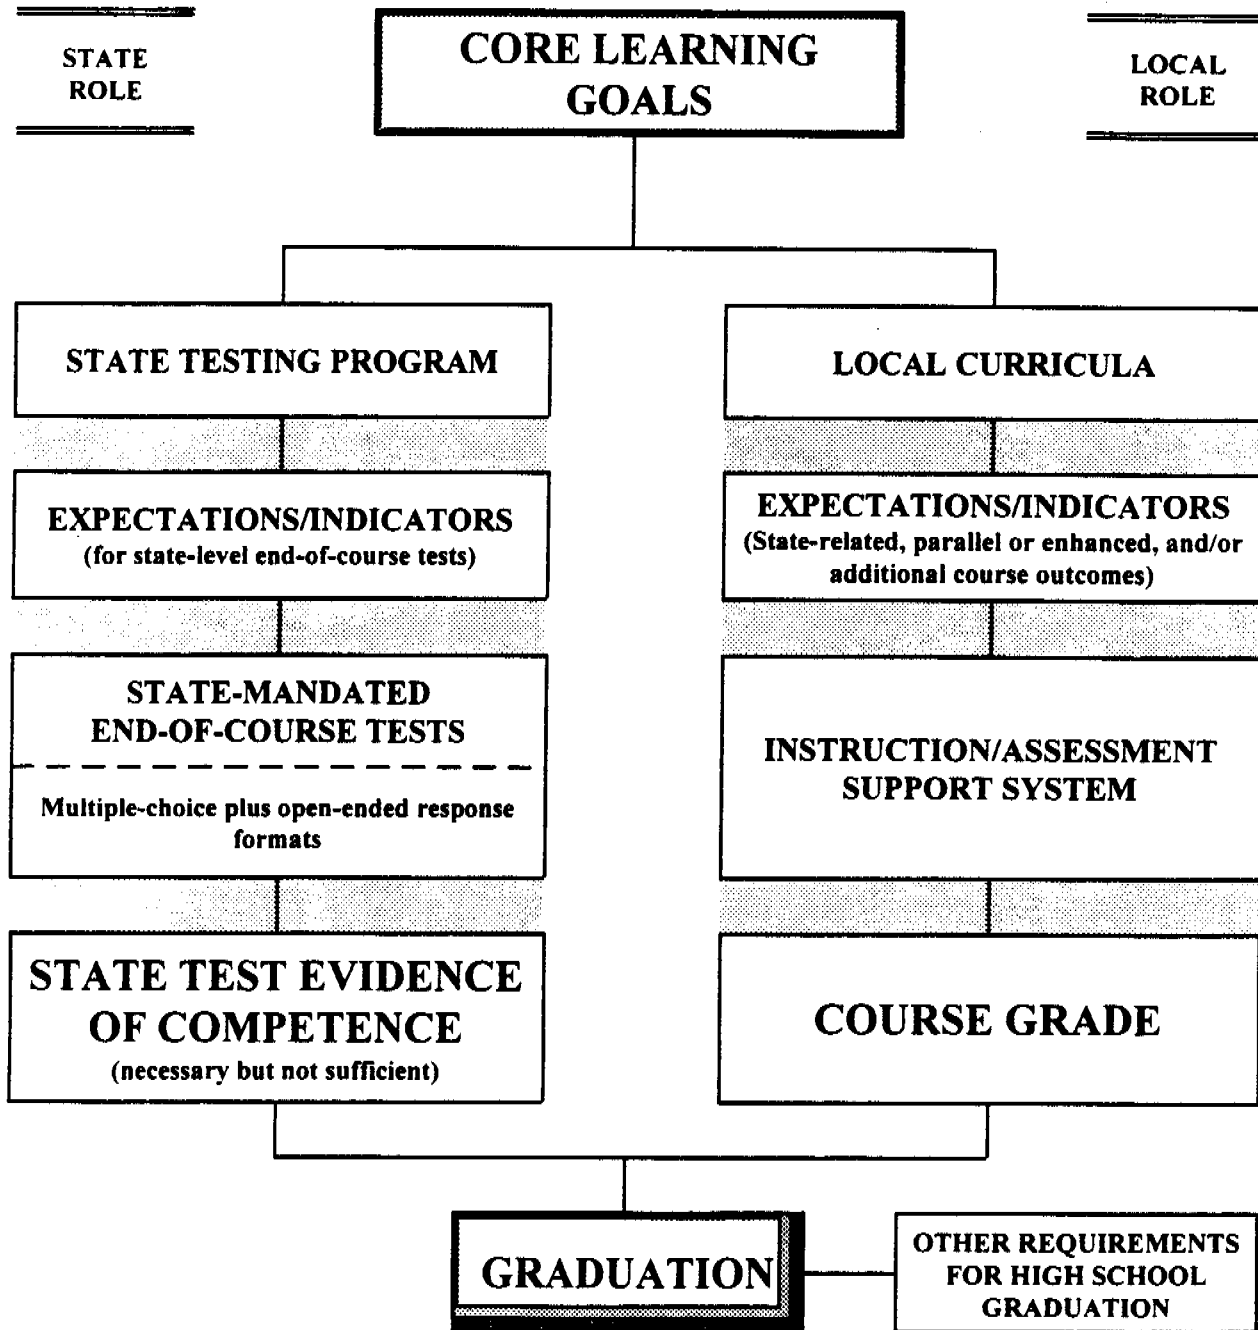 STATE
ROLE
CORE LEARNING
GOALS
LOCAL
ROLE
STATE TESTING PROGRAM
EXPECTATIONS/INDICATORS
(for state-level end-of-course tests)
STATE-MANDATED
END-OF-COURSE TESTS
Multiple-choice plus open-ended response
formats
STATE TEST EVIDENCE
OF COMPETENCE
(necessary but not sufficient)
LOCAL CURRICULA
EXPECTATIONS/INDICATORS
(State-related, parallel or enhanced, and/or
additional course outcomes)
INSTRUCTION/ASSESSMENT
SUPPORT SYSTEM
COURSE GRADE
GRADUATION
OTHER REQUIREMENTS
FOR HIGH SCHOOL
GRADUATION